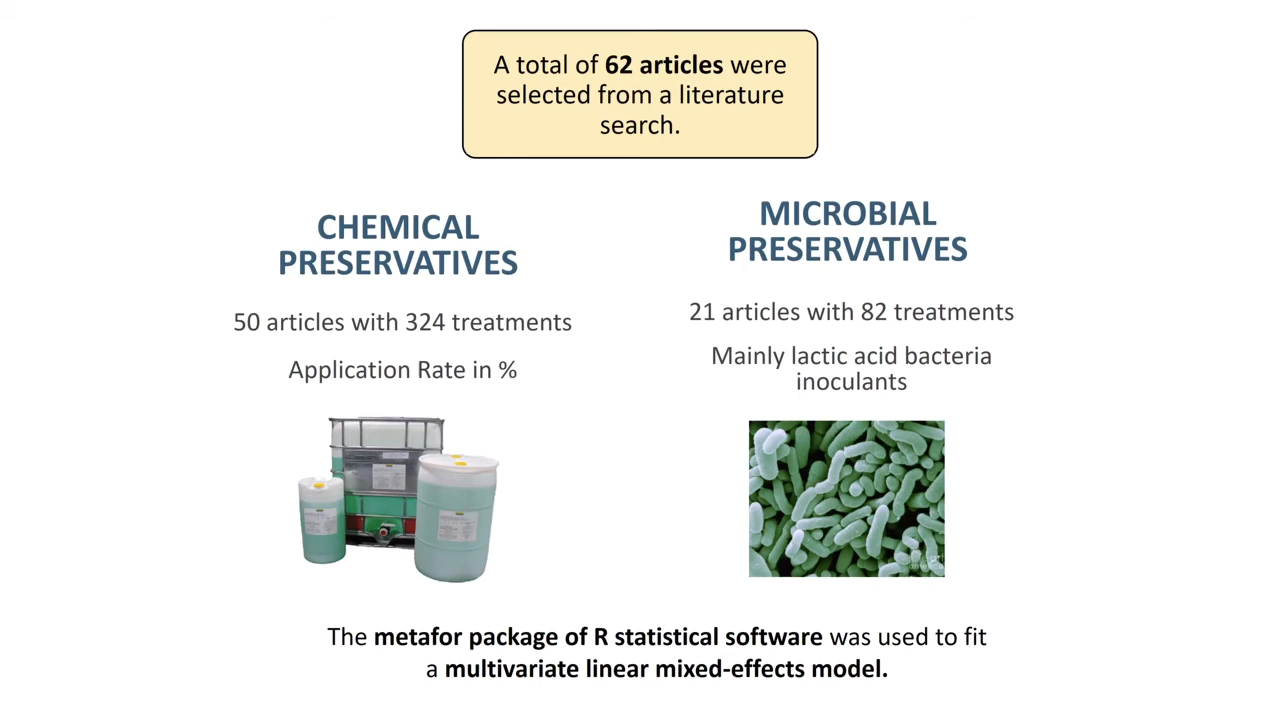 A total of 62 articles were
selected from a literature
search.
CHEMICAL
PRESERVATIVES
50 articles with 324 treatments
Application Rate in %
MICROBIAL
PRESERVATIVES
21 articles with 82 treatments
Mainly lactic acid bacteria
inoculants
The metafor package of R statistical software was used to fit
a multivariate linear mixed-effects model.